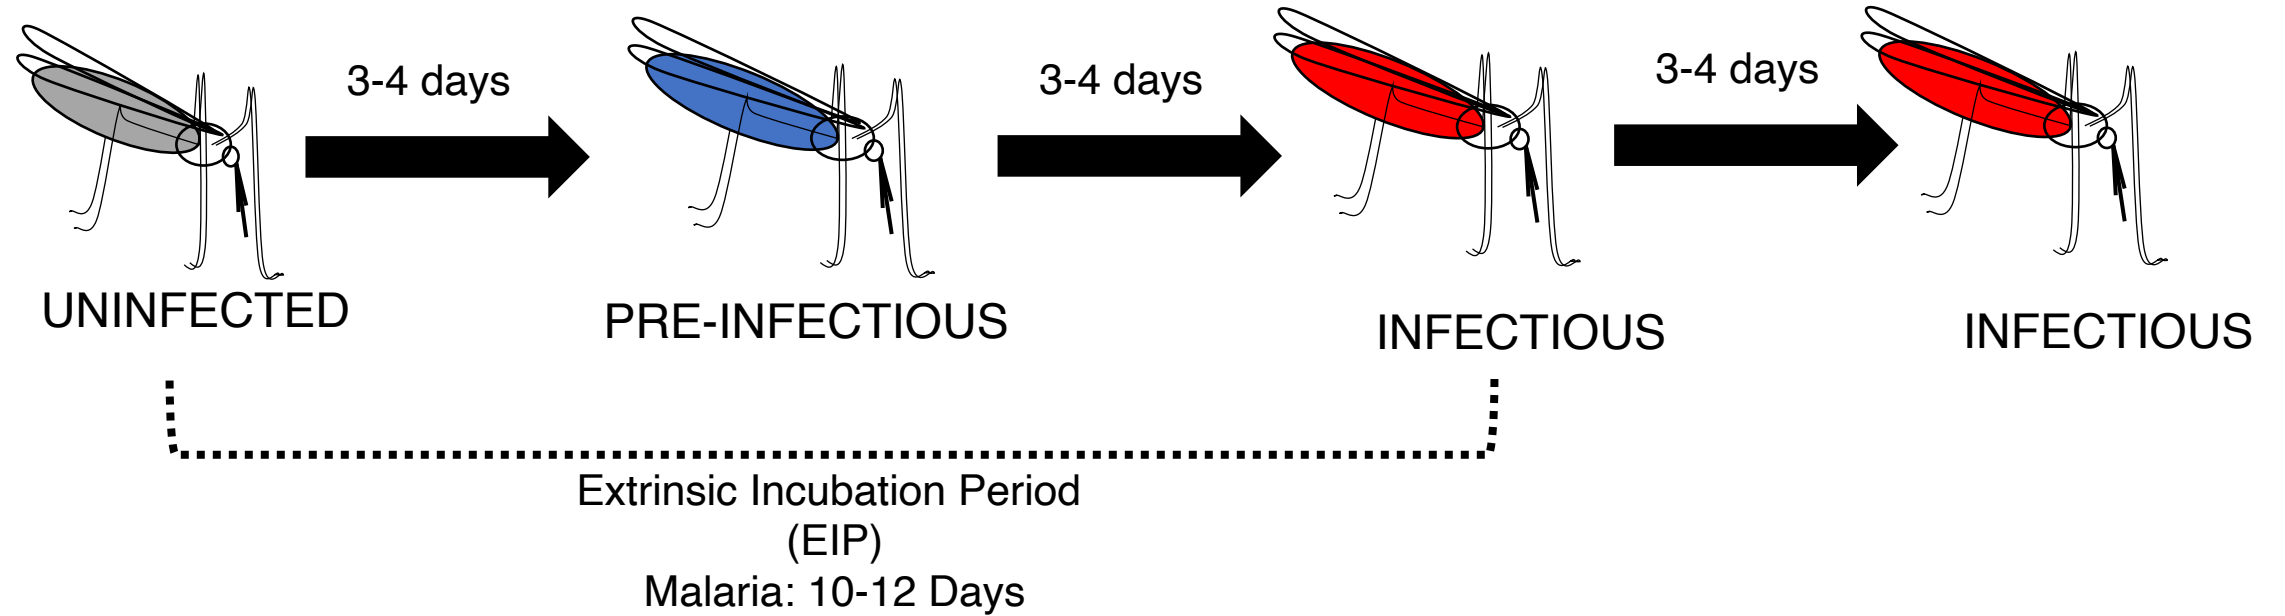 3-4 days
3-4 days
3-4 days
UNINFECTED
PRE-INFECTIOUS
INFECTIOUS
INFECTIOUS
Extrinsic Incubation Period
(EIP)
Malaria: 10-12 Days